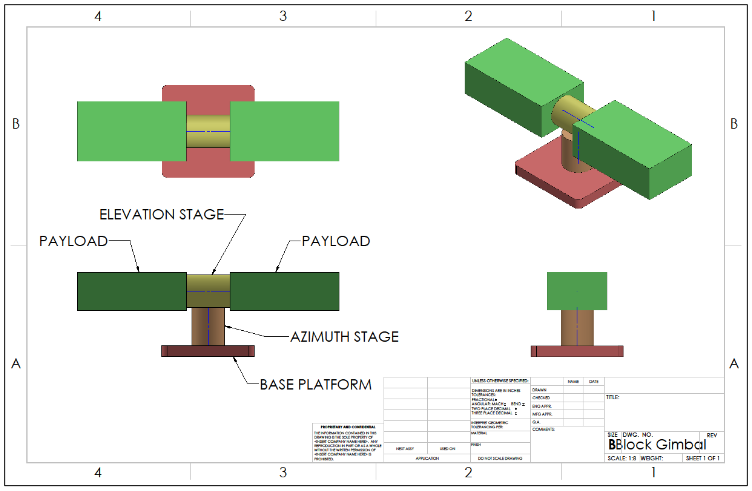 4 3 2 1
B B
ELEVATION STAGE
PAYLOAD PAYLOAD
AZIMUTH STAGE
A A
BASE PLATFORM
UNLESS OTHERWISE SPECIFIED:
NAME DATE
DIMENSIONS ARE IN INCHES
DRAWN
TOLERANCES:
FRACTIONAL±
CHECKED
TITLE:
ANGULAR: MACH± BEND ±
ENG APPR.
TWO PLACE DECIMAL ±
THREE PLACE DECIMAL ±
MFG APPR.
INTERPRET GEOMETRIC
Q.A.
TOLERANCING PER:
COMMENTS:
PROPRIETARY AND CONFIDENTIAL
MATERIAL
THE INFORMATION CONTAINED IN THIS
DRAWING IS THE SOLE PROPERTY OF
<INSERT COMPANY NAME HERE>. ANY
REPRODUCTION IN PART OR AS A WHOLE
WITHOUT THE WRITTEN PERMISSION OF
<INSERT COMPANY NAME HERE> IS
PROHIBITED.
SIZE DWG. NO. REV
FINISH
B Block Gimbal
NEXT ASSY USED ON
APPLICATION DO NOT SCALE DRAWING
SCALE: 1:8 WEIGHT: SHEET 1 OF 1
4 3 2 1